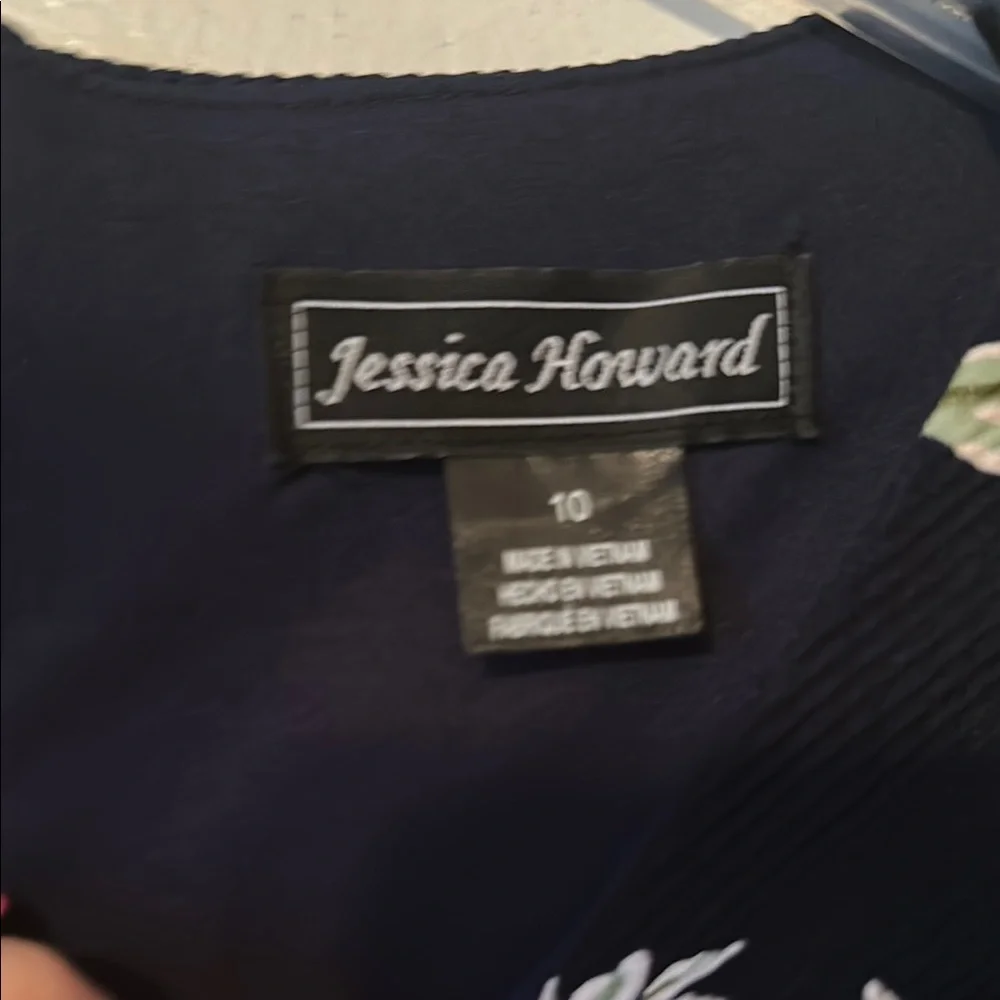 Jessica Howard
10
MADE IN VIETNAM
HECHO EN VIETNAM
FABRIQUÉ EN VIETNAM